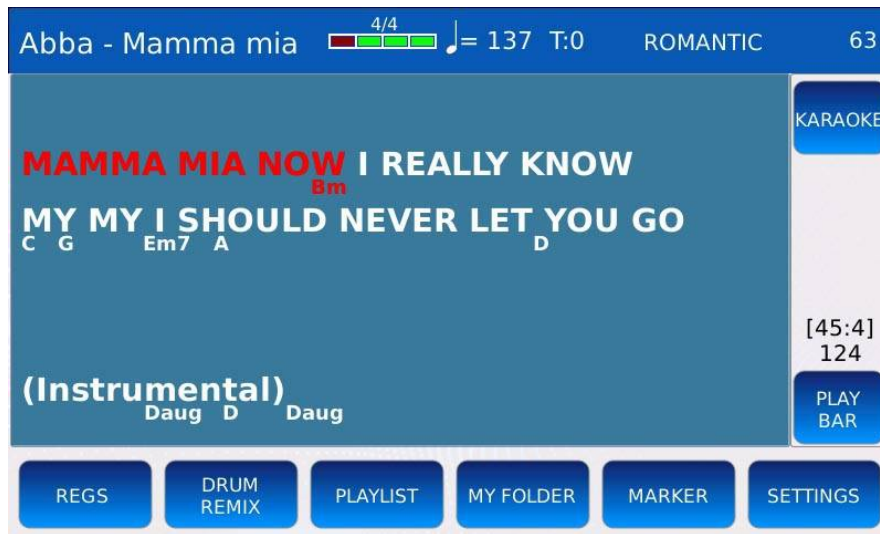 Abba - Mamma mia 4/4 = 137 T:0 ROMANTIC 63
KARAOKE
MAMMA MIA NOW I REALLY KNOW
Bm
MY MY I SHOULD NEVER LET YOU GO
C G Em7 A D
[45:4]
124
(Instrumental)
Daug D Daug
PLAY
BAR
REGS
DRUM
REMIX
PLAYLIST
MY FOLDER
MARKER
SETTINGS